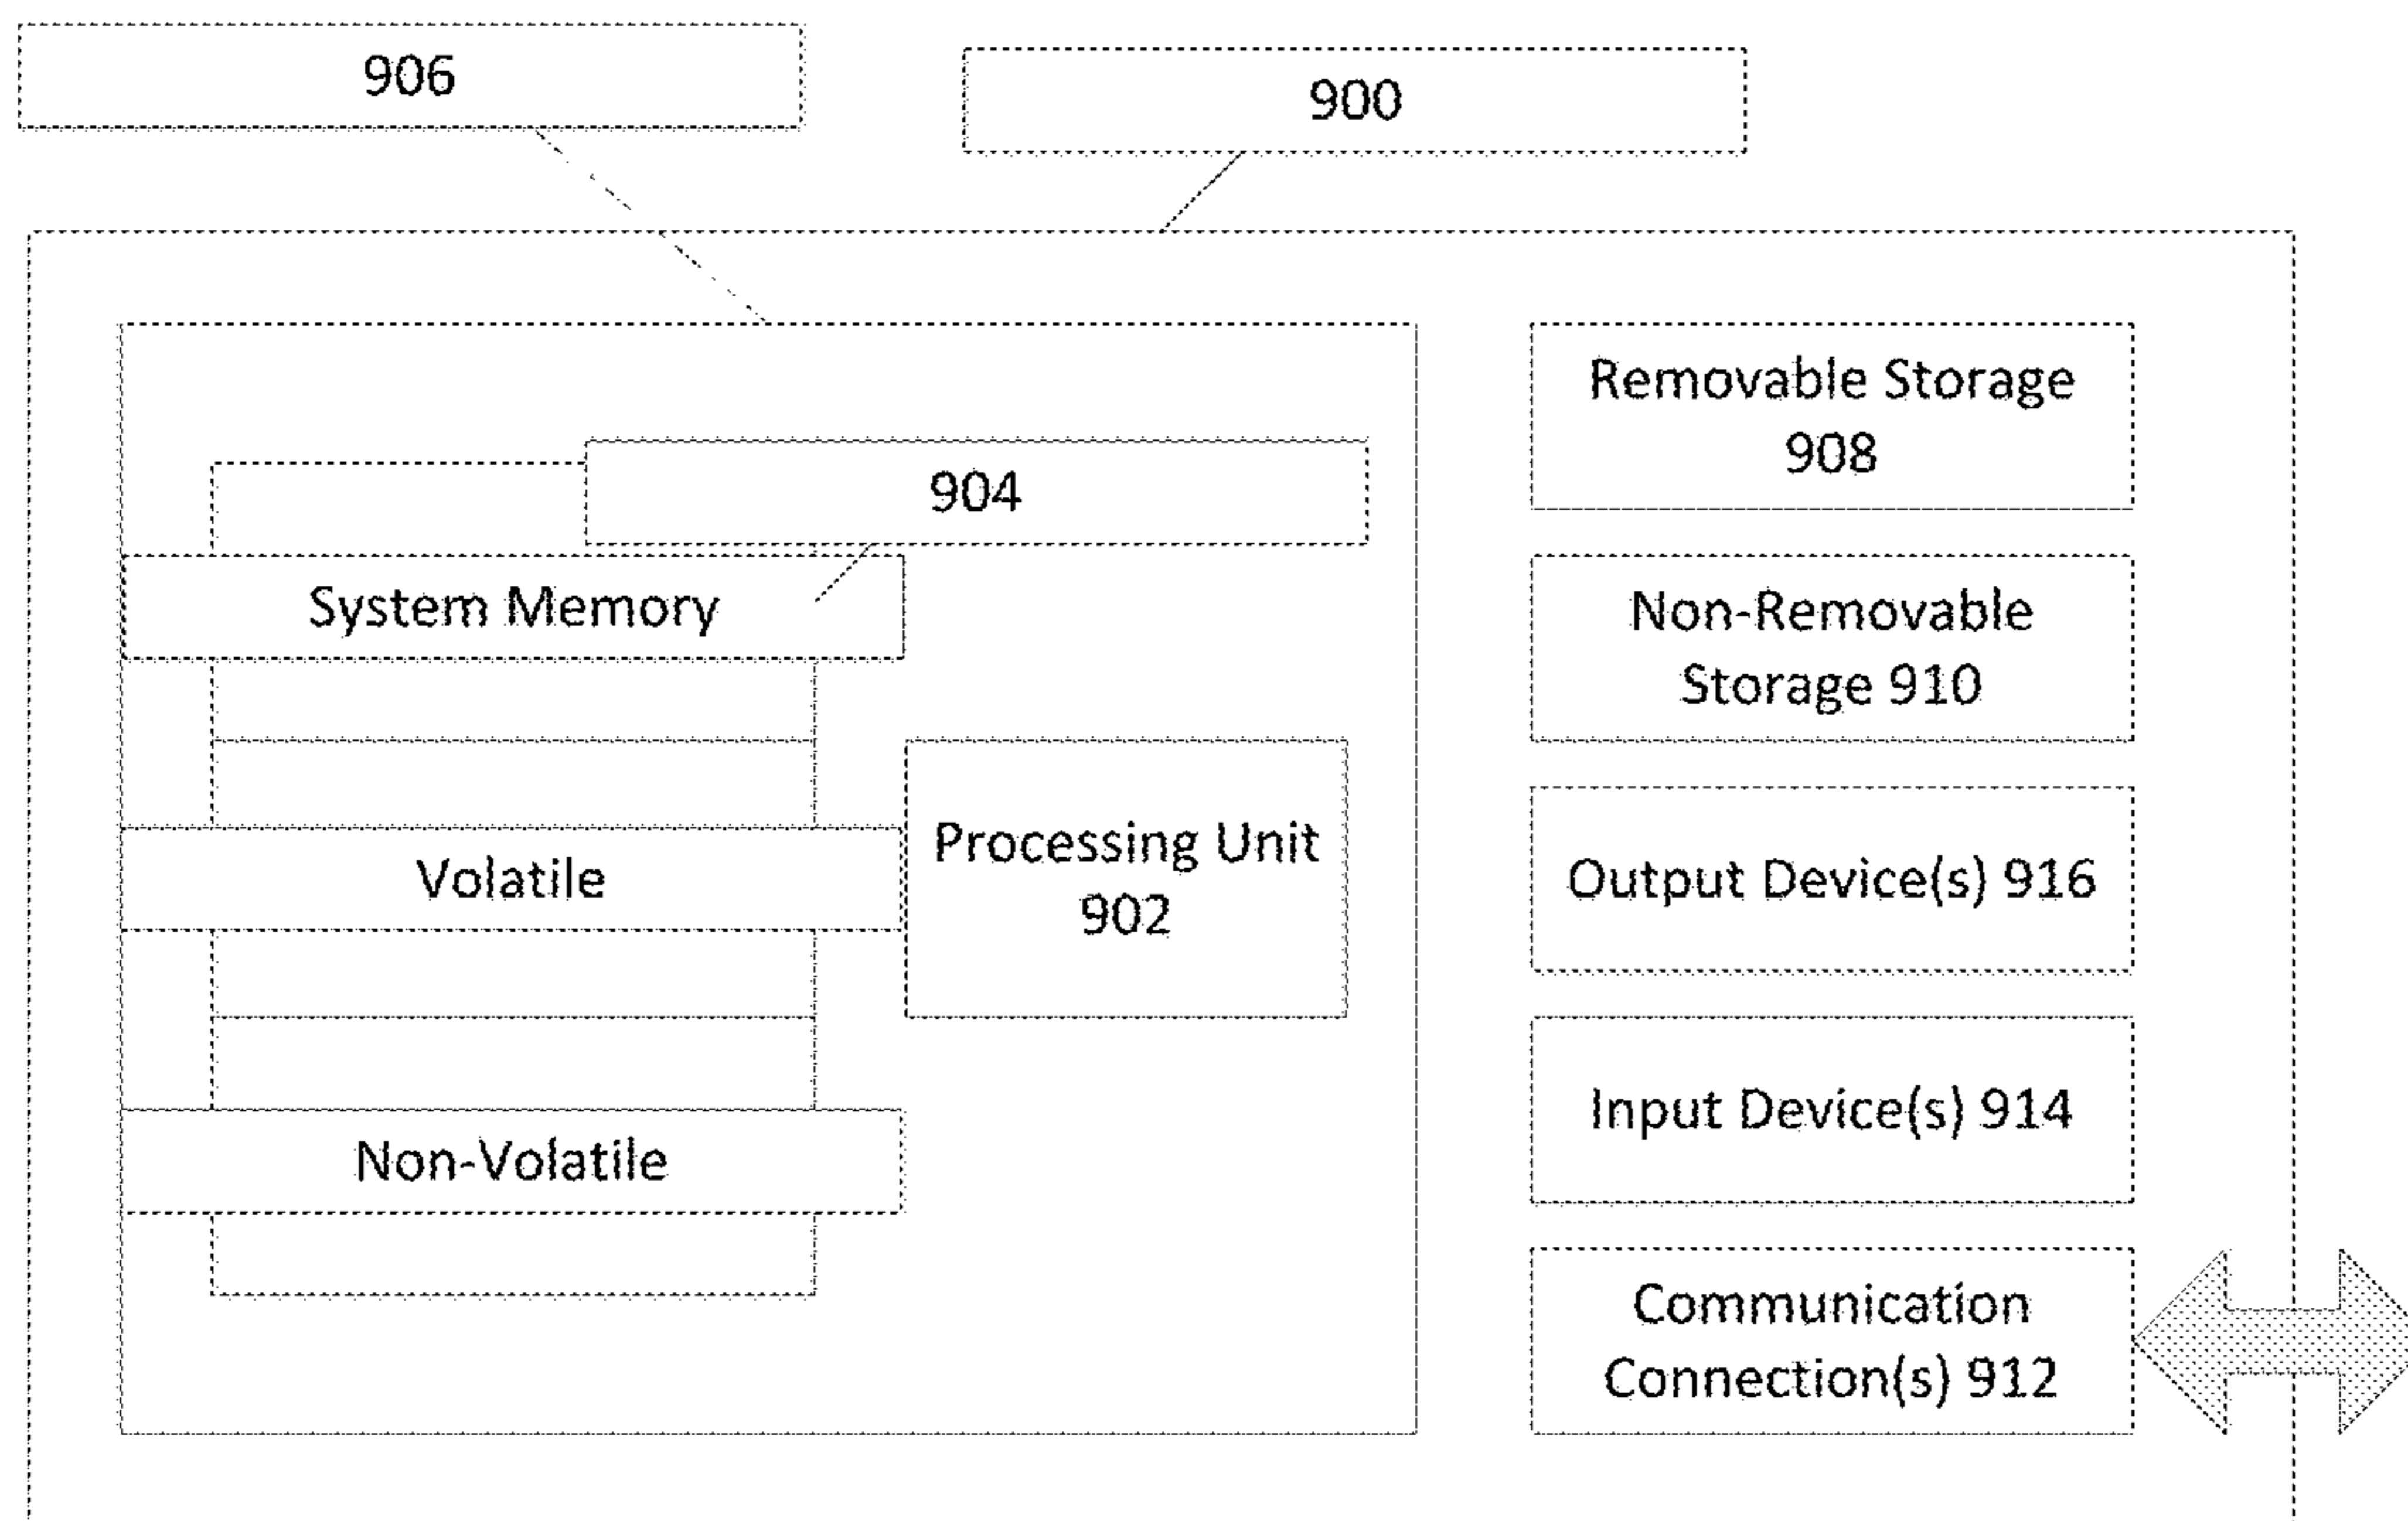 906
900
904
System Memory
Volatile
Non-Volatile
Processing Unit
902
Removable Storage
908
Non-Removable
Storage 910
Output Device(s) 916
Input Device(s) 914
Communication
Connection(s) 912